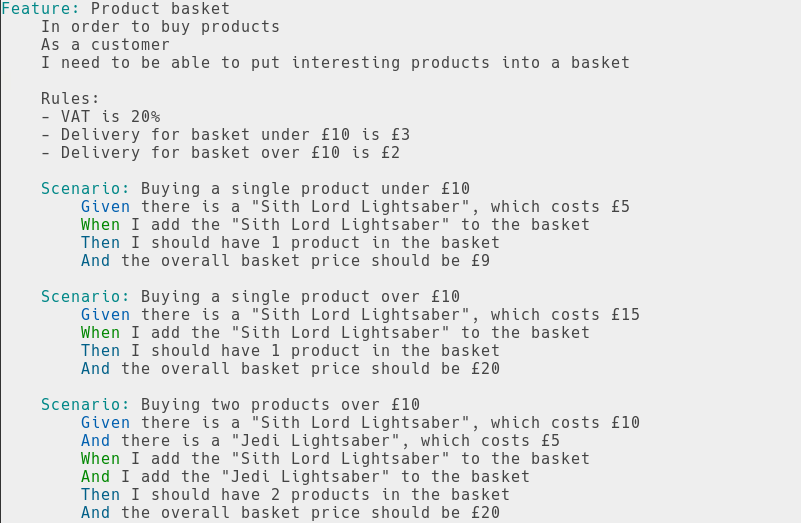 Feature: Product basket
In order to buy products
As a customer
I need to be able to put interesting products into a basket
Rules:
- VAT is 20%
- Delivery for basket under £10 is £3
- Delivery for basket over £10 is £2
Scenario: Buying a single product under £10
Given there is a "Sith Lord Lightsaber", which costs £5
When I add the "Sith Lord Lightsaber" to the basket
Then I should have 1 product in the basket
And the overall basket price should be £9
Scenario: Buying a single product over £10
Given there is a "Sith Lord Lightsaber", which costs £15
When I add the "Sith Lord Lightsaber" to the basket
Then I should have 1 product in the basket
And the overall basket price should be £20
Scenario: Buying two products over £10
Given there is a "Sith Lord Lightsaber", which costs £10
And there is a "Jedi Lightsaber", which costs £5
When I add the "Sith Lord Lightsaber" to the basket
And I add the "Jedi Lightsaber" to the basket
Then I should have 2 products in the basket
And the overall basket price should be £20